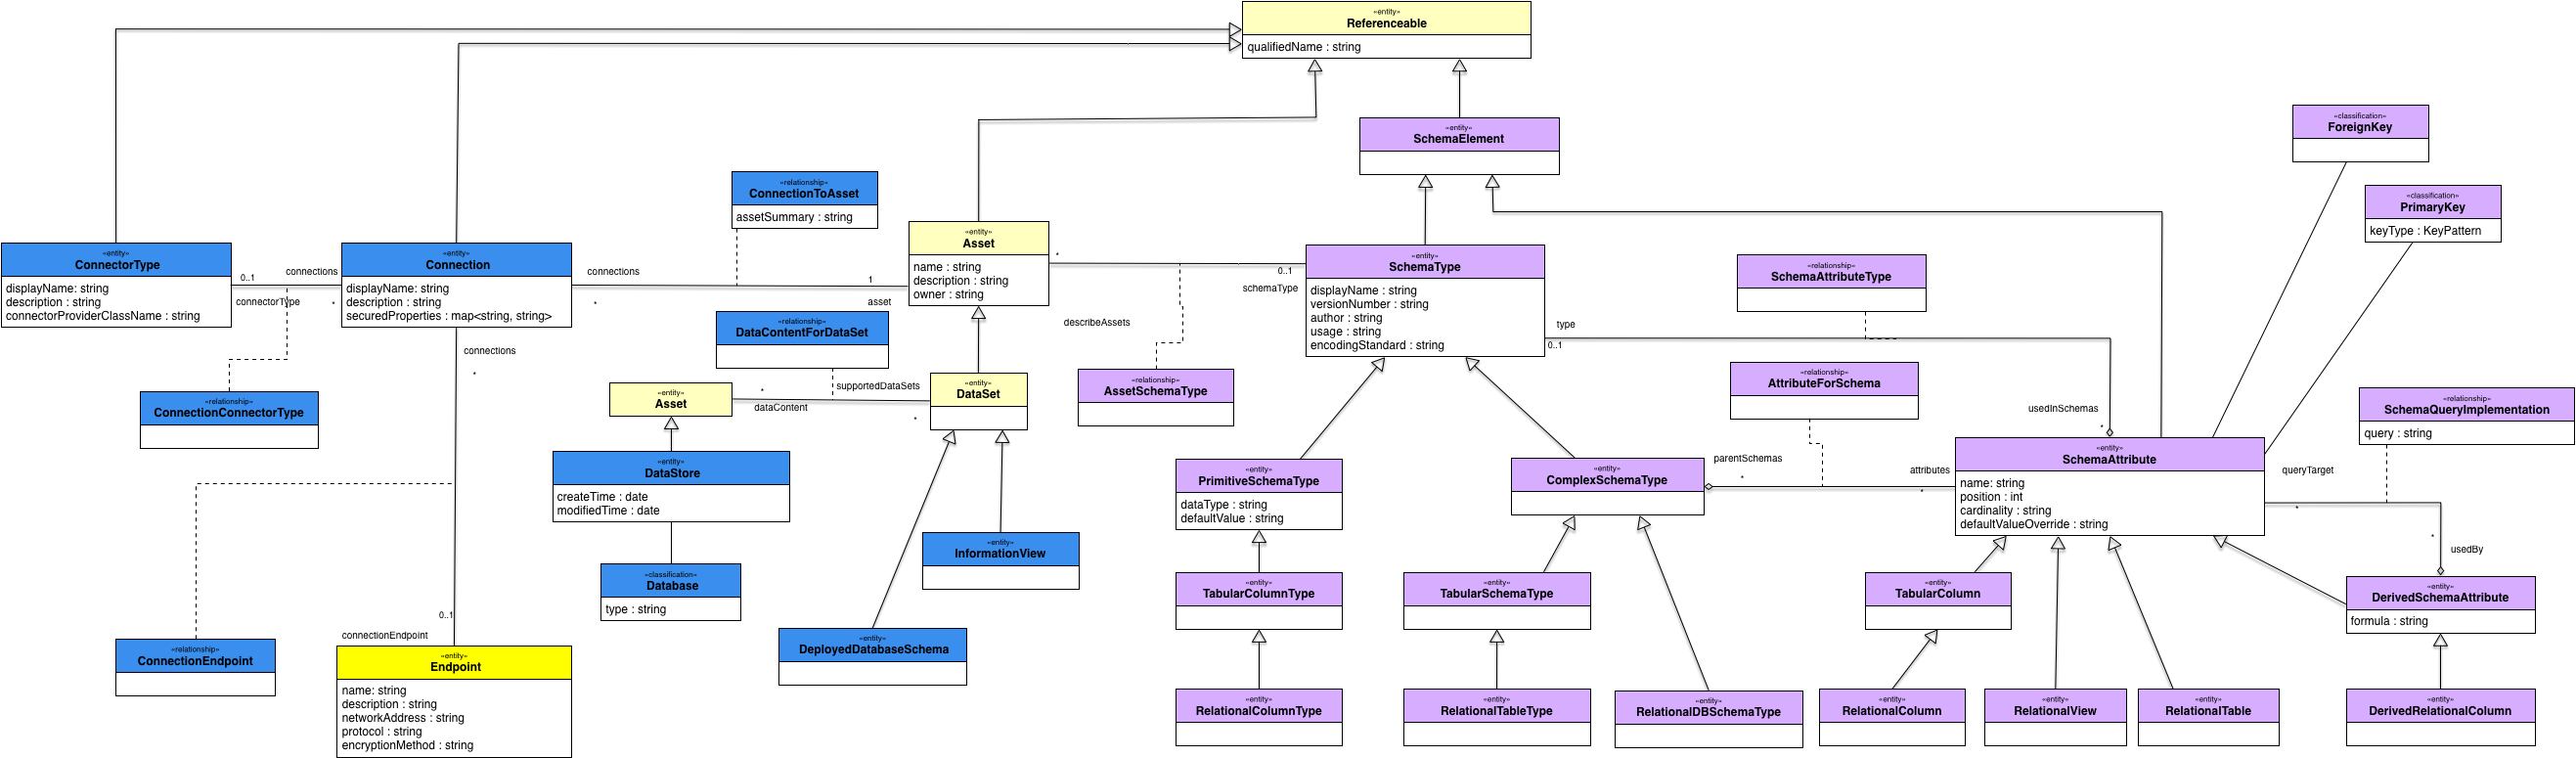 «entity»
Referenceable
qualifiedName : string
«classification»
ForeignKey
«entity»
SchemaElement
«relationship»
ConnectionToAsset
assetSummary : string
«classification»
PrimaryKey
keyType : KeyPattern
«entity»
ConnectorType
displayName: string
description : string
connectorProviderClassName : string
0..1
connections
connectorType
*
«entity»
Connection
displayName: string
description : string
securedProperties : map<string, string>
connections
*
1
asset
«entity»
Asset
name : string
description : string
owner : string
*
0..1
schemaType
describeAssets
«entity»
SchemaType
displayName : string
versionNumber : string
author : string
usage : string
encodingStandard : string
type
0..1
«relationship»
SchemaAttributeType
«relationship»
DataContentForDataSet
connections
*
«relationship»
ConnectionConnectorType
«entity»
Asset
*
dataContent
supportedDataSets
*
«entity»
DataSet
«relationship»
AssetSchemaType
«relationship»
AttributeForSchema
usedInSchemas
*
«relationship»
SchemaQueryImplementation
query : string
«entity»
DataStore
createTime : date
modifiedTime : date
«entity»
PrimitiveSchemaType
dataType : string
defaultValue : string
«entity»
ComplexSchemaType
parentSchemas
*
attributes
*
«entity»
SchemaAttribute
name: string
position : int
cardinality : string
defaultValueOverride : string
queryTarget
*
*
usedBy
«entity»
InformationView
«classification»
Database
type : string
«entity»
TabularColumnType
«entity»
TabularSchemaType
«entity»
TabularColumn
«entity»
DerivedSchemaAttribute
formula : string
0..1
connectionEndpoint
«relationship»
ConnectionEndpoint
«entity»
Endpoint
name: string
description : string
networkAddress : string
protocol : string
encryptionMethod : string
«entity»
DeployedDatabaseSchema
«entity»
RelationalColumnType
«entity»
RelationalTableType
«entity»
RelationalDBSchemaType
«entity»
RelationalColumn
«entity»
RelationalView
«entity»
RelationalTable
«entity»
DerivedRelationalColumn